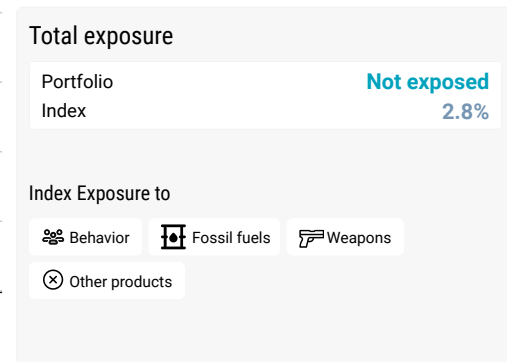 Total exposure
Portfolio Not exposed
Index 2.8%
Index Exposure to
Behavior Fossil fuels Weapons
Other products